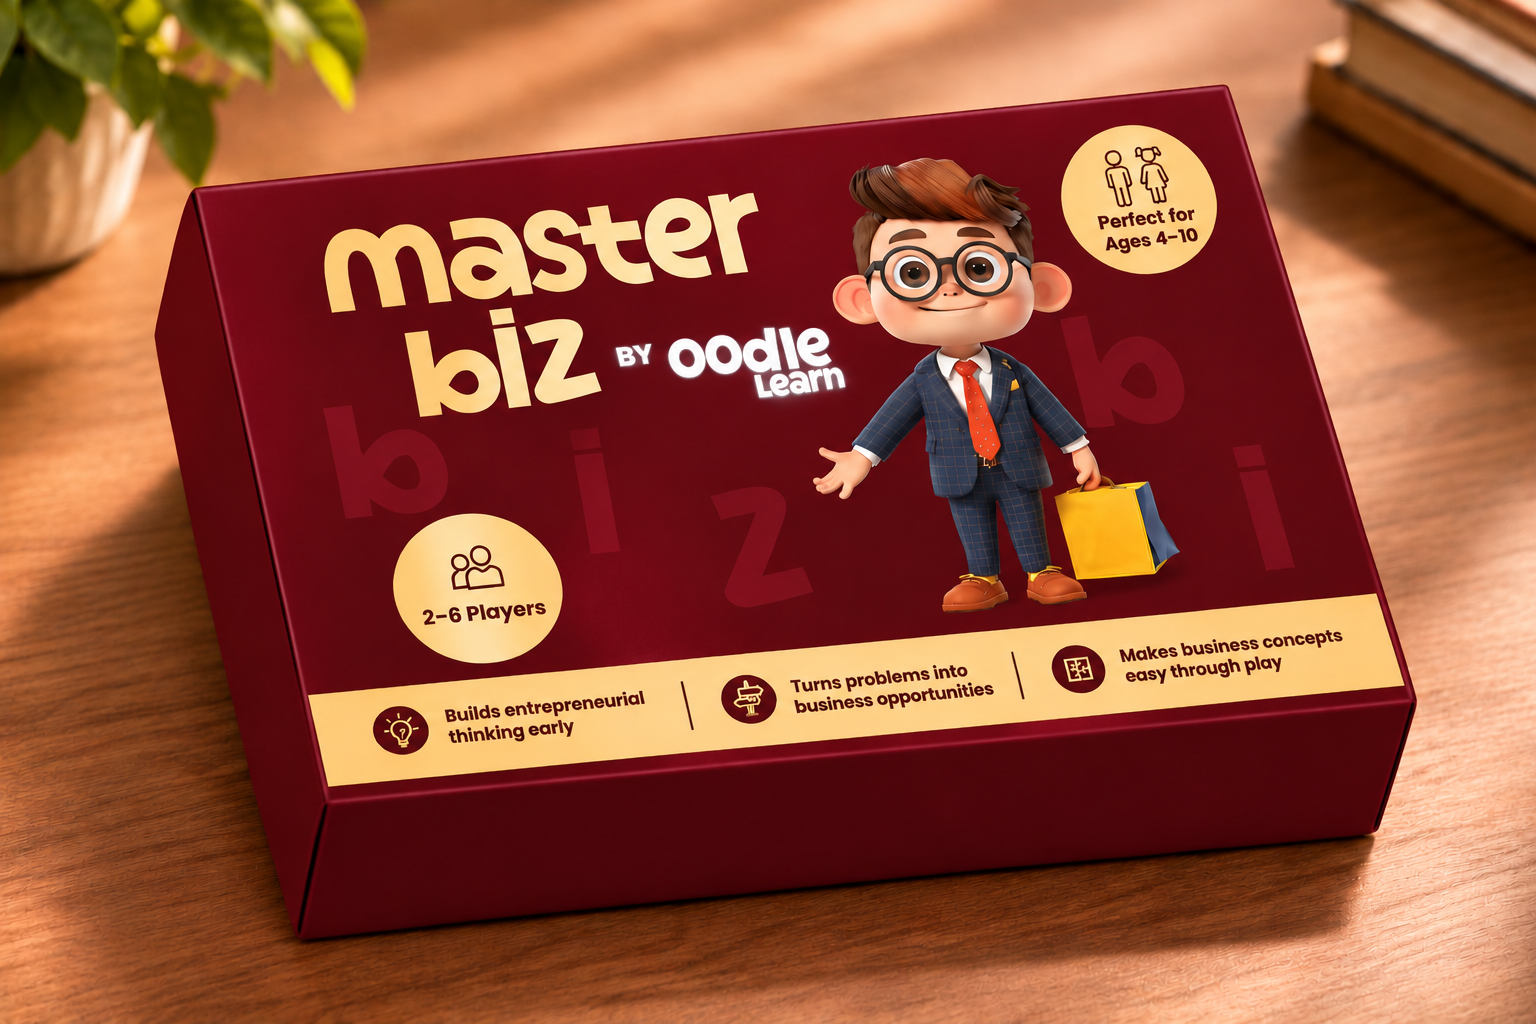 master
biz
BY oodle
Learn
Perfect for
Ages 4–10
b i z b i
2–6 Players
Builds entrepreneurial
thinking early
Turns problems into
business opportunities
Makes business concepts
easy through play